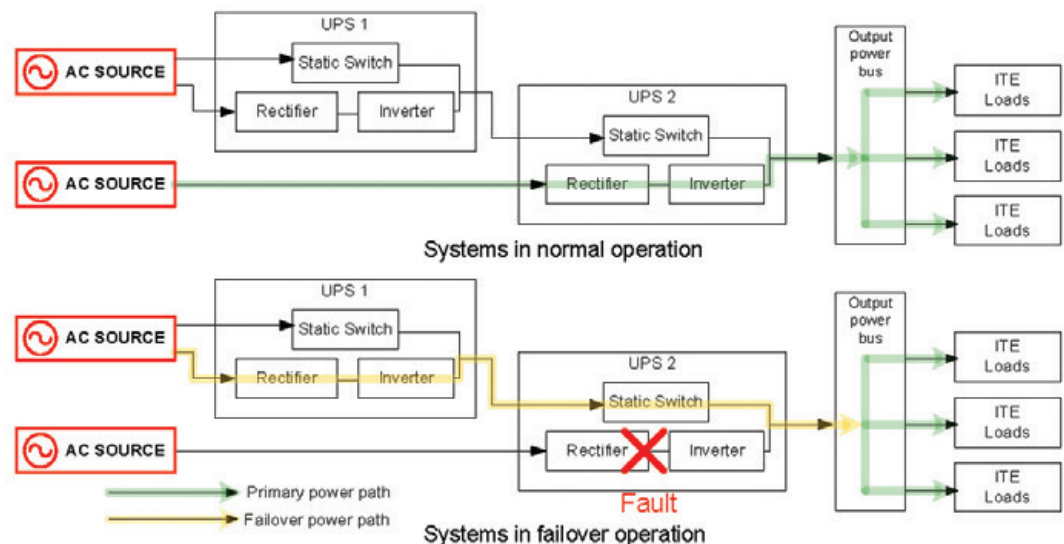 UPS 1
AC SOURCE
Static Switch
Rectifier
Inverter
Output
power
bus
ITE
Loads
UPS 2
Static Switch
AC SOURCE
Rectifier
Inverter
ITE
Loads
ITE
Loads
Systems in normal operation
UPS 1
AC SOURCE
Static Switch
Rectifier
Inverter
Output
power
bus
ITE
Loads
UPS 2
Static Switch
AC SOURCE
Rectifier
Inverter
ITE
Loads
ITE
Loads
Fault
Primary power path
Failover power path
Systems in failover operation